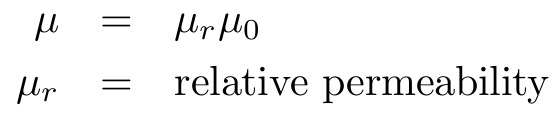 μ = μ_r μ_0
μ_r = relative permeability